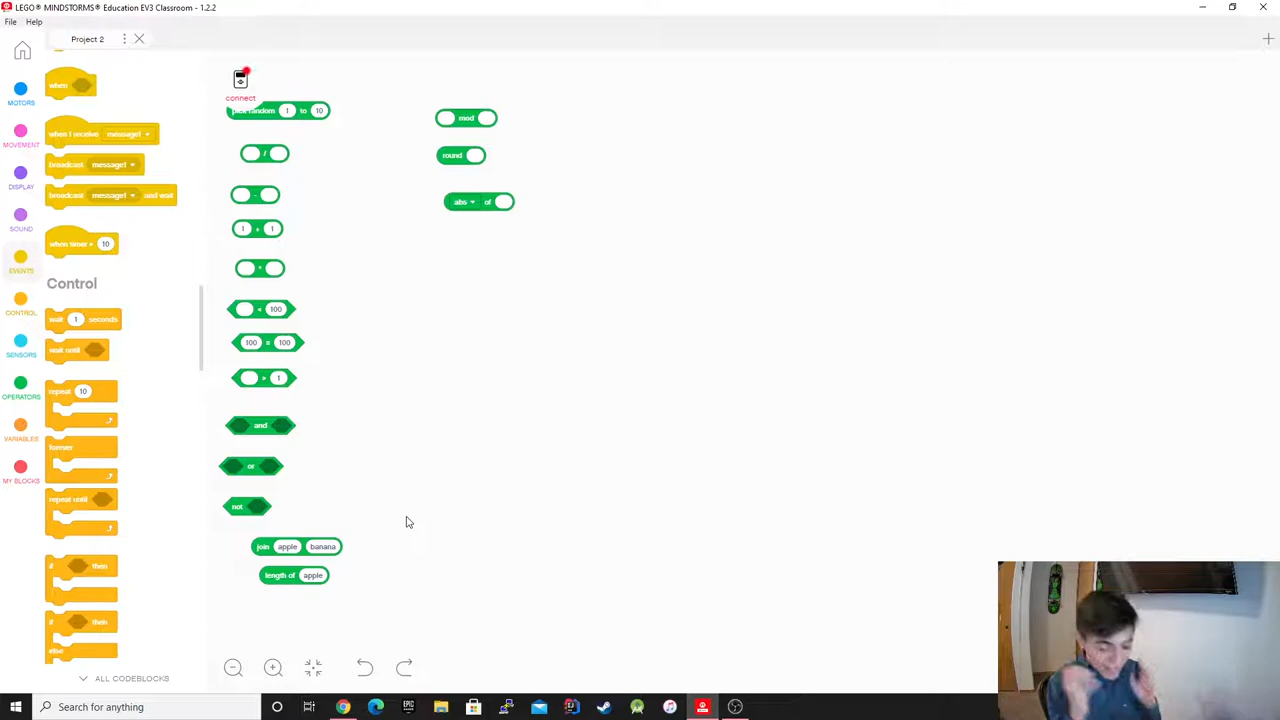 LEGO® MINDSTORMS® Education EV3 Classroom - 1.2.2
File Help
Project 2
MOTORS
MOVEMENT
DISPLAY
SOUND
EVENTS
CONTROL
SENSORS
OPERATORS
VARIABLES
MY BLOCKS
when
when I receive message1
broadcast message1
broadcast message1 and wait
when timer > 10
Control
wait 1 seconds
wait until
repeat 10
forever
repeat until
if then
if then
else
ALL CODEBLOCKS
connect
pick random 1 to 10
/
-
1 + 1
*
< 100
100 = 100
> 1
and
or
not
join apple banana
length of apple
mod
round
abs of
Search for anything
EPIC